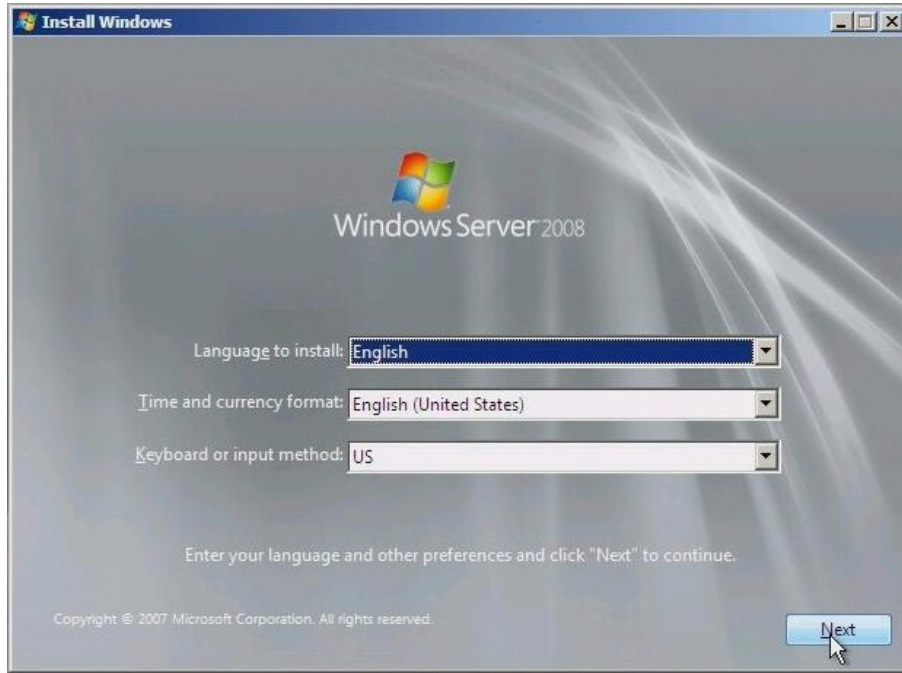 Install Windows
Windows Server 2008
Language to install: English
Time and currency format: English (United States)
Keyboard or input method: US
Enter your language and other preferences and click "Next" to continue.
Copyright © 2007 Microsoft Corporation. All rights reserved.
Next